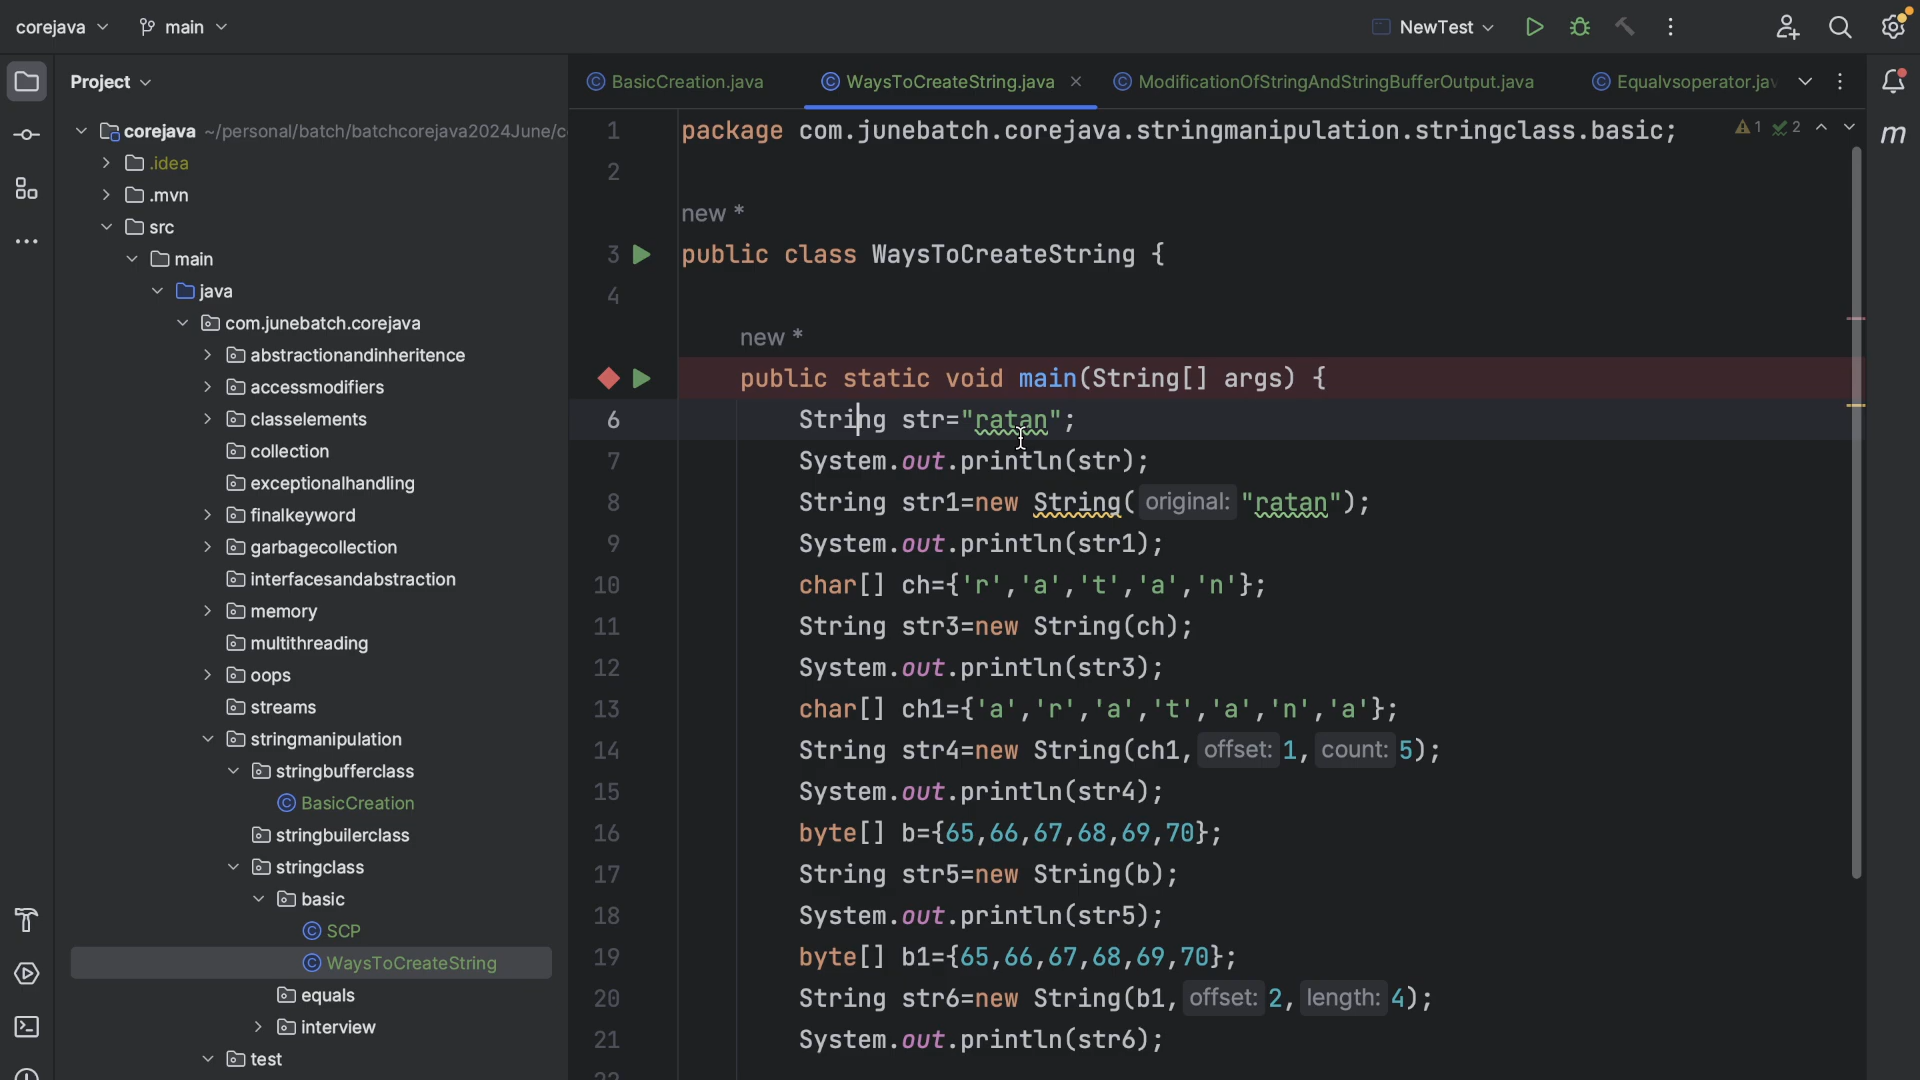 corejava main NewTest
Project
corejava ~/personal/batch/batchcorejava2024June/c
.idea
.mvn
src
main
java
com.junebatch.corejava
abstractionandinheritence
accessmodifiers
classelements
collection
exceptionalhandling
finalkeyword
garbagecollection
interfacesandabstraction
memory
multithreading
oops
streams
stringmanipulation
stringbufferclass
BasicCreation
stringbuilerclass
stringclass
basic
SCP
WaysToCreateString
equals
interview
test
BasicCreation.java WaysToCreateString.java ModificationOfStringAndStringBufferOutput.java Equalvsoperator.jav
1 package com.junebatch.corejava.stringmanipulation.stringclass.basic; 1 2
2
new *
3 public class WaysToCreateString {
4
new *
public static void main(String[] args) {
6 String str="ratan";
7 System.out.println(str);
8 String str1=new String( original: "ratan");
9 System.out.println(str1);
10 char[] ch={'r','a','t','a','n'};
11 String str3=new String(ch);
12 System.out.println(str3);
13 char[] ch1={'a','r','a','t','a','n','a'};
14 String str4=new String(ch1, offset: 1, count: 5);
15 System.out.println(str4);
16 byte[] b={65,66,67,68,69,70};
17 String str5=new String(b);
18 System.out.println(str5);
19 byte[] b1={65,66,67,68,69,70};
20 String str6=new String(b1, offset: 2, length: 4);
21 System.out.println(str6);
m